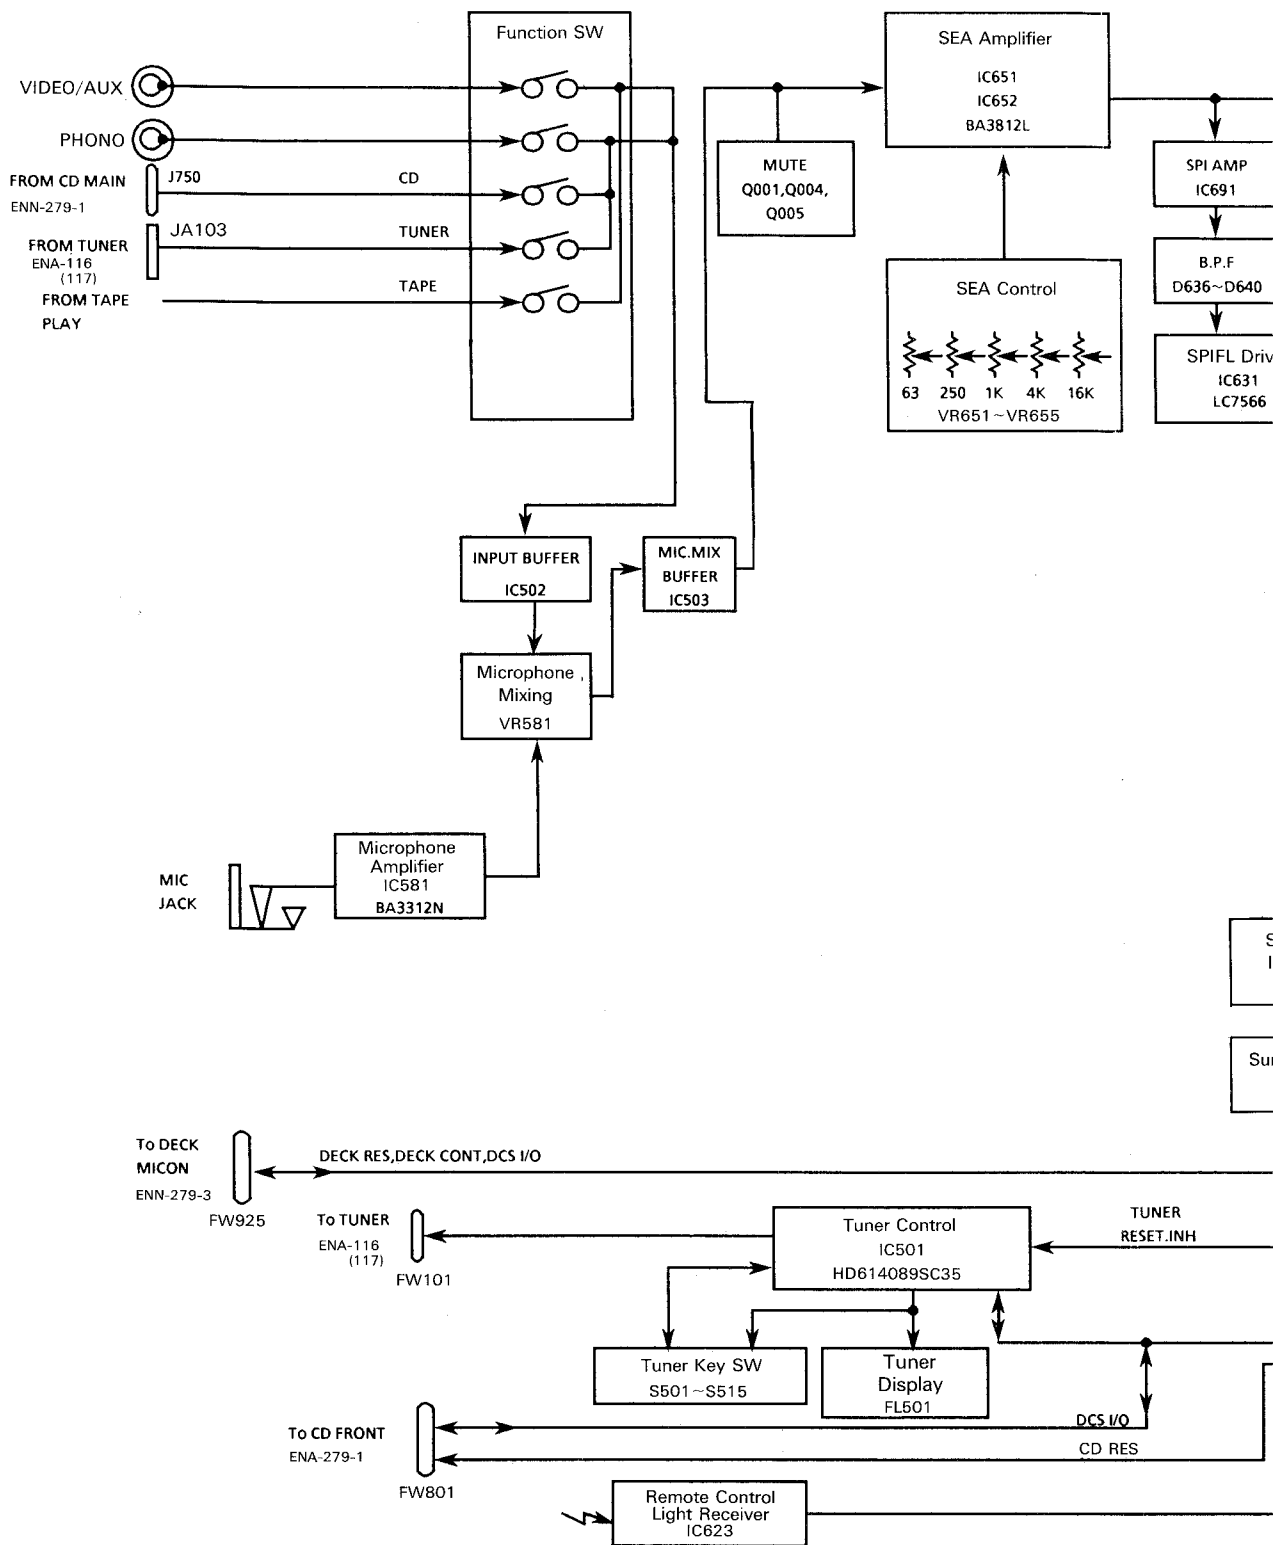 Function SW
VIDEO/AUX
PHONO
FROM CD MAIN
ENN-279-1
J750
CD
JA103
FROM TUNER
ENA-116
(117)
TUNER
FROM TAPE
PLAY
TAPE
SEA Amplifier
IC651
IC652
BA3812L
MUTE
Q001,Q004,
Q005
SPI AMP
IC691
B.P.F
D636~D640
SPIFL Driv
IC631
LC7566
SEA Control
63 250 1K 4K 16K
VR651~VR655
INPUT BUFFER
IC502
MIC.MIX
BUFFER
IC503
Microphone
Mixing
VR581
Microphone
Amplifier
IC581
BA3312N
MIC
JACK
S
I
Sur
To DECK
MICON
ENN-279-3
FW925
DECK RES,DECK CONT,DCS I/O
To TUNER
ENA-116
(117)
FW101
Tuner Control
IC501
HD614089SC35
TUNER
RESET.INH
Tuner Key SW
S501~S515
Tuner
Display
FL501
To CD FRONT
ENA-279-1
FW801
DCS I/O
CD RES
Remote Control
Light Receiver
IC623